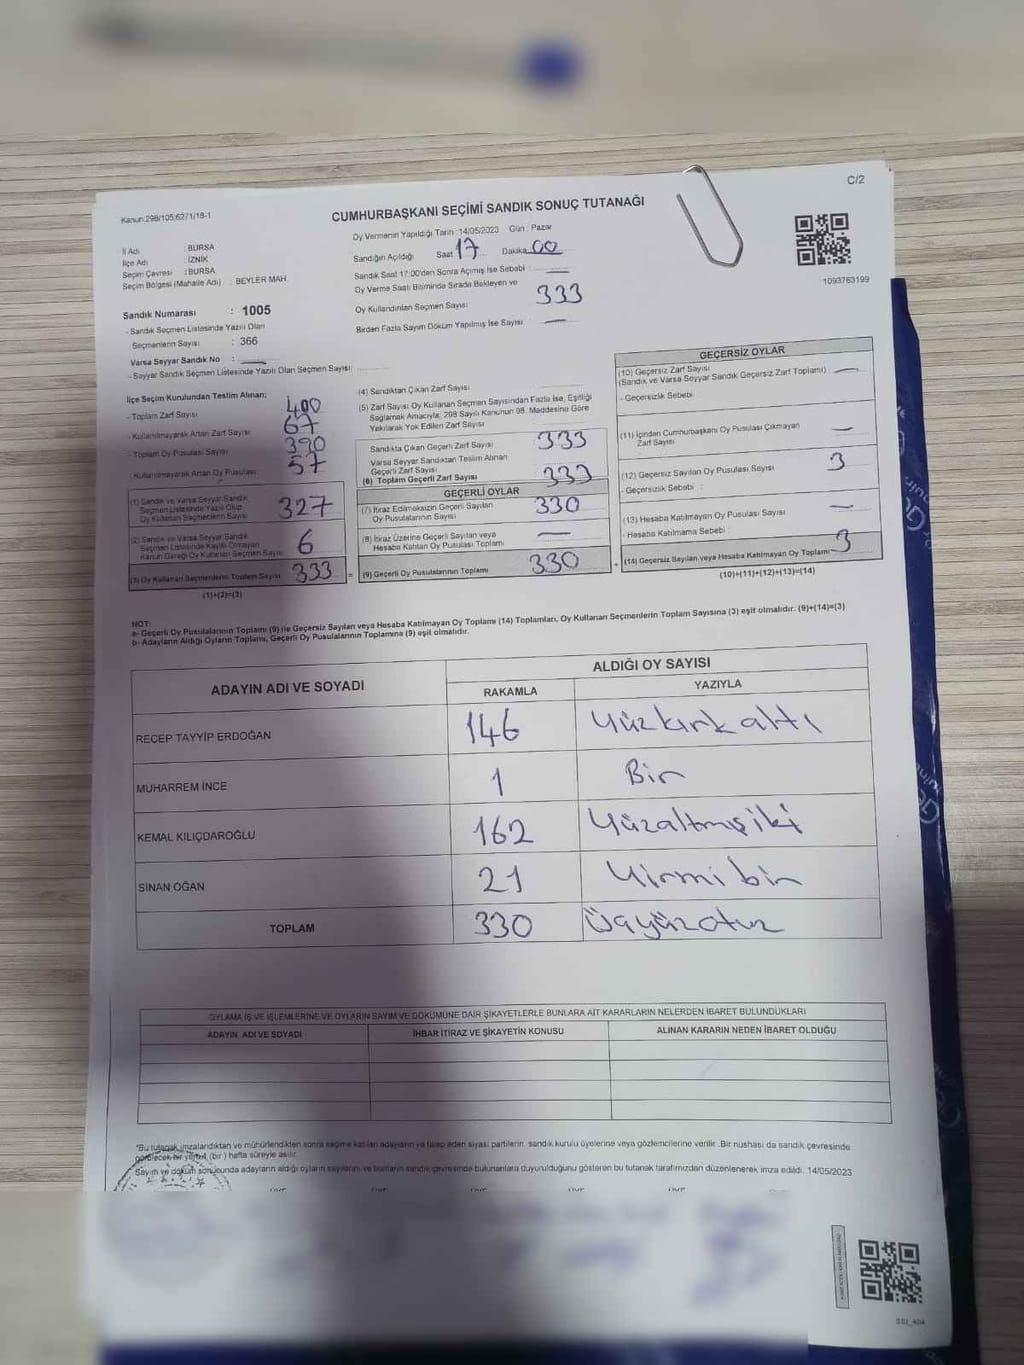 C/2
Kanun:298/105;6271/18-1
CUMHURBAŞKANI SEÇİMİ SANDIK SONUÇ TUTANAĞI
Oy Vermenin Yapıldığı Tarih :14/05/2023 Gün : Pazar
İl Adı : BURSA
İlçe Adı : İZNİK
Seçim Çevresi : BURSA
Seçim Bölgesi (Mahalle Adı) : BEYLER MAH.
Sandığın Açıldığı Saat 17 Dakika 00
Sandık Saat 17:00'den Sonra Açılmış İse Sebebi :
Oy Verme Saati Bitiminde Sırada Bekleyen ve
Oy Kullandırılan Seçmen Sayısı 333
Birden Fazla Sayım Döküm Yapılmış İse Sayısı
1093763199
Sandık Numarası : 1005
- Sandık Seçmen Listesinde Yazılı Olan
Seçmenlerin Sayısı : 366
Varsa Seyyar Sandık No :
- Seyyar Sandık Seçmen Listesinde Yazılı Olan Seçmen Sayısı:
İlçe Seçim Kurulundan Teslim Alınan;
- Toplam Zarf Sayısı 400
- Kullanılmayarak Artan Zarf Sayısı 67
- Toplam Oy Pusulası Sayısı 390
- Kullanılmayarak Artan Oy Pusulası 57
(1) Sandık ve Varsa Seyyar Sandık
Seçmen Listesinde Yazılı Olup
Oy Kullanan Seçmenlerin Sayısı 327
(2) Sandık ve Varsa Seyyar Sandık
Seçmen Listesinde Kayıtlı Olmayan
Kanun Gereği Oy Kullanan Seçmen Sayısı 6
(3) Oy Kullanan Seçmenlerin Toplam Sayısı 333
(1)+(2)=(3)
(4) Sandıktan Çıkan Zarf Sayısı
(5) Zarf Sayısı Oy Kullanan Seçmen Sayısından Fazla İse, Eşitliği
Sağlamak Amacıyla, 298 Sayılı Kanunun 98. Maddesine Göre
Yakılarak Yok Edilen Zarf Sayısı
Sandıkta Çıkan Geçerli Zarf Sayısı 333
Varsa Seyyar Sandıktan Teslim Alınan
Geçerli Zarf Sayısı
(6) Toplam Geçerli Zarf Sayısı 333
GEÇERLİ OYLAR
(7) İtiraz Edilmeksizin Geçerli Sayılan
Oy Pusulalarının Sayısı 330
(8) İtiraz Üzerine Geçerli Sayılan veya
Hesaba Katılan Oy Pusulası Toplamı
= (9) Geçerli Oy Pusulalarının Toplamı 330 +
GEÇERSİZ OYLAR
(10) Geçersiz Zarf Sayısı
(Sandık ve Varsa Seyyar Sandık Geçersiz Zarf Toplamı)
- Geçersizlik Sebebi :
(11) İçinden Cumhurbaşkanı Oy Pusulası Çıkmayan
Zarf Sayısı
(12) Geçersiz Sayılan Oy Pusulası Sayısı 3
- Geçersizlik Sebebi :
(13) Hesaba Katılmayan Oy Pusulası Sayısı
- Hesaba Katılmama Sebebi :
(14) Geçersiz Sayılan veya Hesaba Katılmayan Oy Toplamı 3
(10)+(11)+(12)+(13)=(14)
NOT:
a- Geçerli Oy Pusulalarının Toplamı (9) ile Geçersiz Sayılan veya Hesaba Katılmayan Oy Toplamı (14) Toplamları, Oy Kullanan Seçmenlerin Toplam Sayısına (3) eşit olmalıdır. (9)+(14)=(3)
b- Adayların Aldığı Oyların Toplamı, Geçerli Oy Pusulalarının Toplamına (9) eşit olmalıdır.
ADAYIN ADI VE SOYADI
ALDIĞI OY SAYISI
RAKAMLA YAZIYLA
RECEP TAYYİP ERDOĞAN 146 Yüzkırkaltı
MUHARREM İNCE 1 Bir
KEMAL KILIÇDAROĞLU 162 Yüzaltmışiki
SİNAN OĞAN 21 Yirmibir
TOPLAM 330 Üçyüzotuz
OYLAMA İŞ VE İŞLEMLERİNE VE OYLARIN SAYIM VE DÖKÜMÜNE DAİR ŞİKAYETLERLE BUNLARA AİT KARARLARIN NELERDEN İBARET BULUNDUKLARI
ADAYIN ADI VE SOYADI İHBAR İTİRAZ VE ŞİKAYETİN KONUSU ALINAN KARARIN NEDEN İBARET OLDUĞU
*Bu tutanak imzalandıktan ve mühürlendikten sonra seçime katılan adayların ve talep eden siyasi partilerin, sandık kurulu üyelerine veya gözlemcilerine verilir .Bir nüshası da sandık çevresinde
görülecek bir yere 1 (bir ) hafta süreyle asılır.
Sayım ve döküm sonucunda adayların aldığı oyların sayılarını ve bunların sandık çevresinde bulunanlara duyurulduğunu gösteren bu tutanak tarafımızdan düzenlenerek imza edildi. 14/05/2023